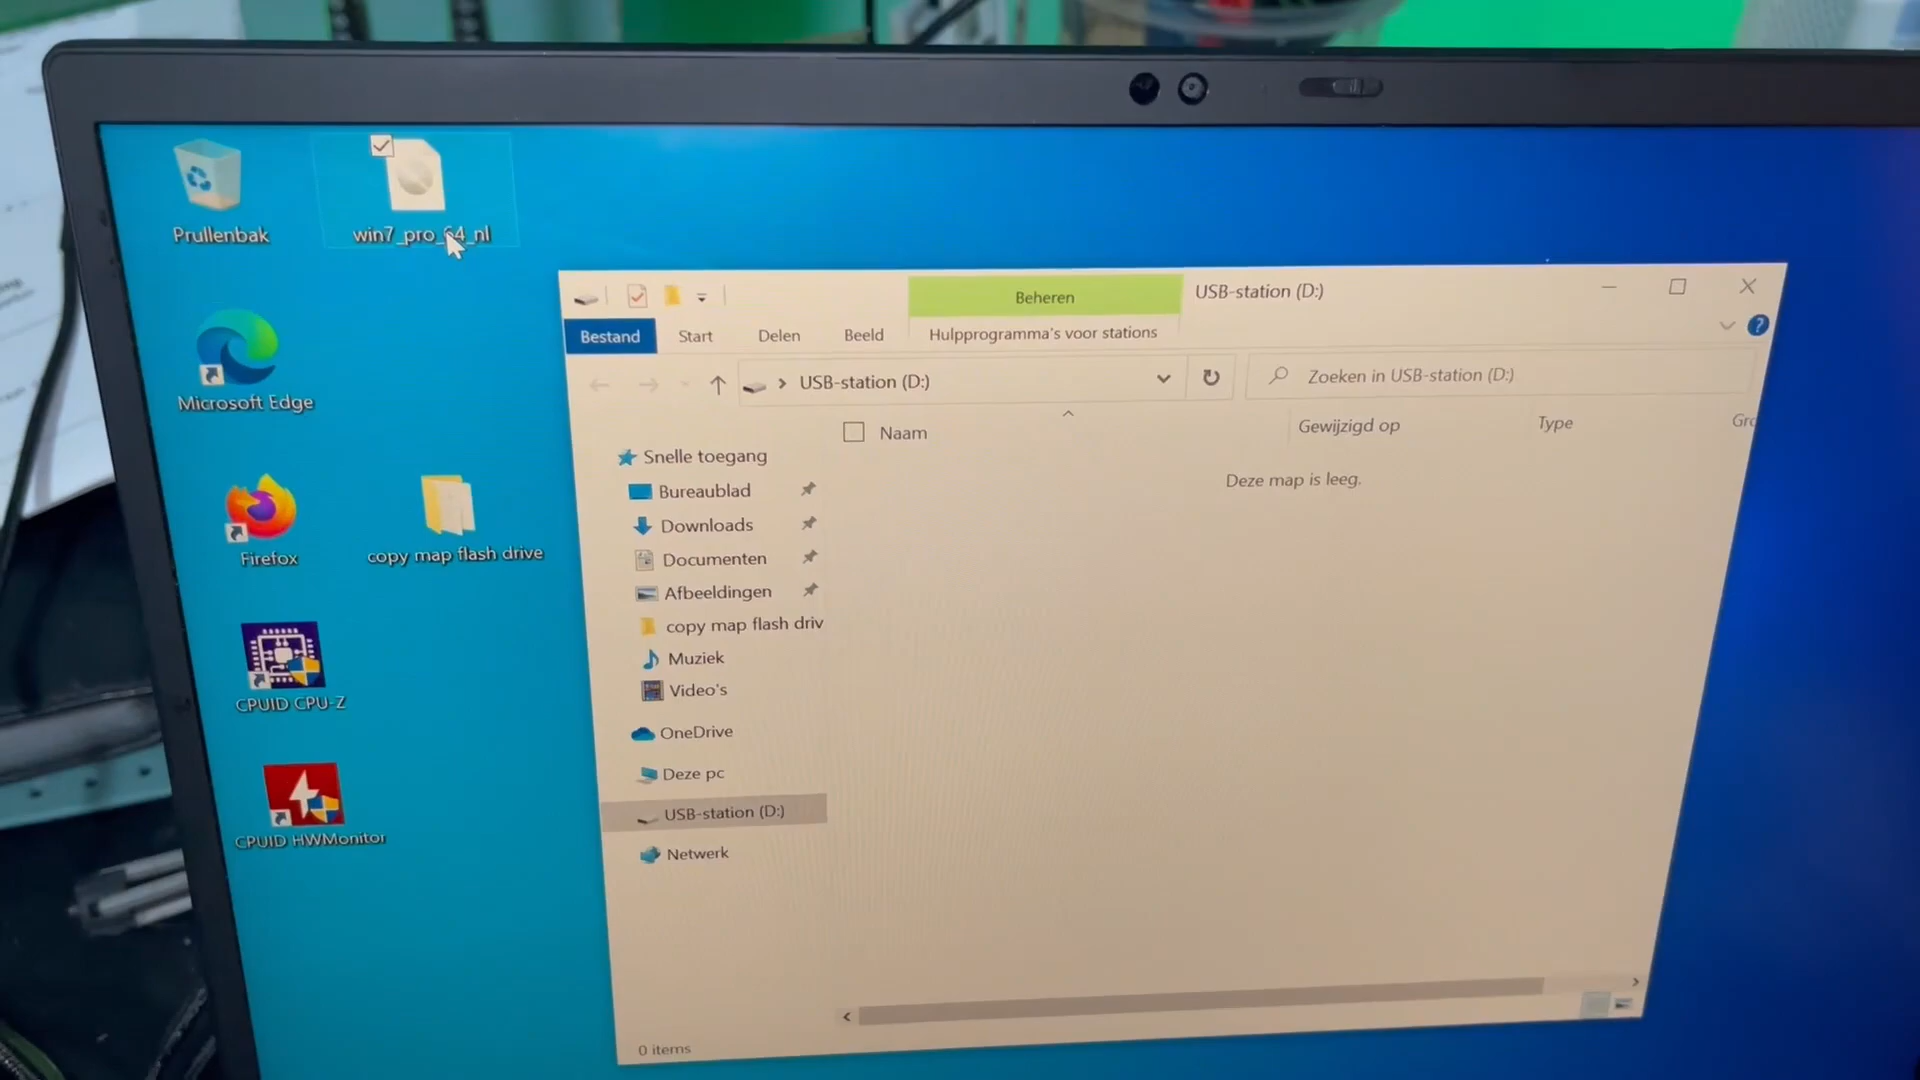 Prullenbak
win7_pro_64_nl
Microsoft Edge
Firefox
copy map flash drive
CPUID CPU-Z
CPUID HWMonitor
Beheren
USB-station (D:)
Bestand
Start
Delen
Beeld
Hulpprogramma's voor stations
USB-station (D:)
Zoeken in USB-station (D:)
Naam
Gewijzigd op
Type
Gro
Deze map is leeg.
Snelle toegang
Bureaublad
Downloads
Documenten
Afbeeldingen
copy map flash driv
Muziek
Video's
OneDrive
Deze pc
USB-station (D:)
Netwerk
0 items